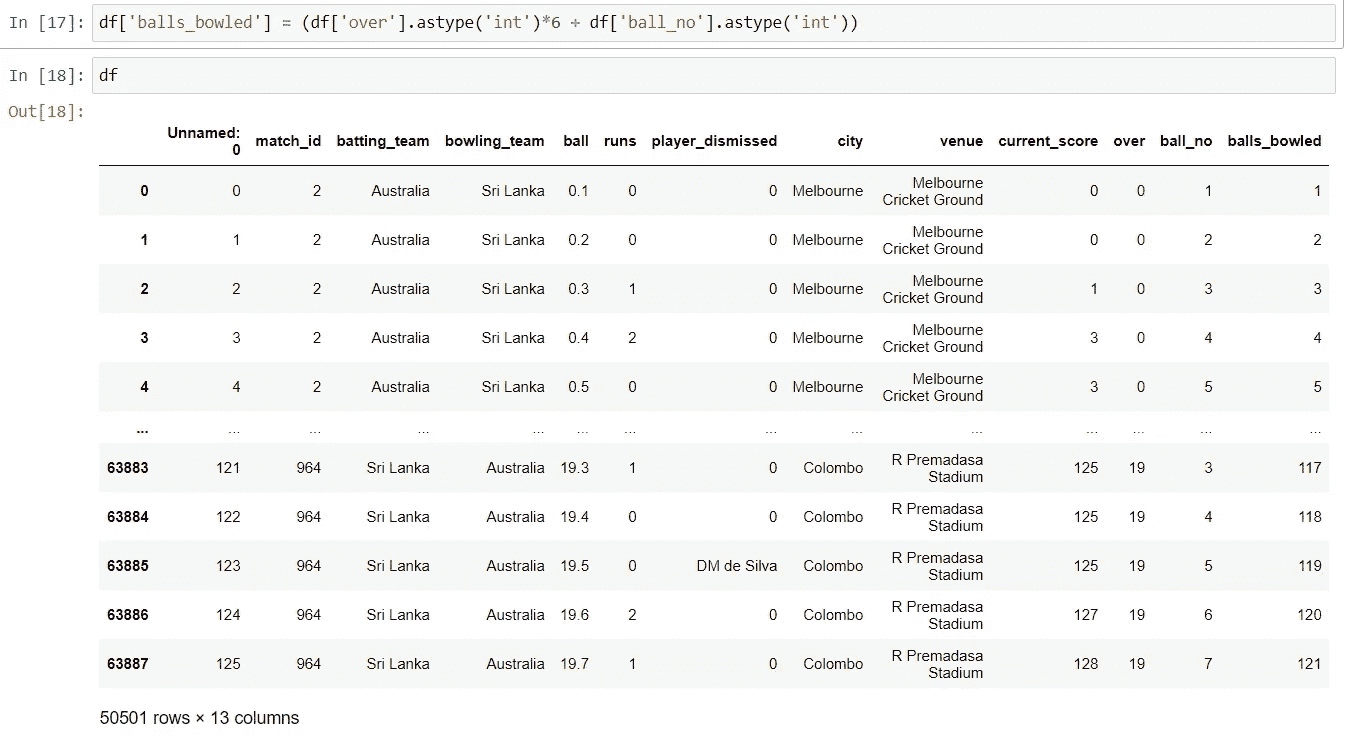 In [17]: df['balls_bowled'] = (df['over'].astype('int')*6 + df['ball_no'].astype('int'))
In [18]: df
Out[18]:
Unnamed: 0 match_id batting_team bowling_team ball runs player_dismissed city venue current_score over ball_no balls_bowled
0 0 2 Australia Sri Lanka 0.1 0 0 Melbourne Melbourne Cricket Ground 0 0 1 1
1 1 2 Australia Sri Lanka 0.2 0 0 Melbourne Melbourne Cricket Ground 0 0 2 2
2 2 2 Australia Sri Lanka 0.3 1 0 Melbourne Melbourne Cricket Ground 1 0 3 3
3 3 2 Australia Sri Lanka 0.4 2 0 Melbourne Melbourne Cricket Ground 3 0 4 4
4 4 2 Australia Sri Lanka 0.5 0 0 Melbourne Melbourne Cricket Ground 3 0 5 5
... ... ... ... ... ... ... ... ... ... ... ... ... ...
63883 121 964 Sri Lanka Australia 19.3 1 0 Colombo R Premadasa Stadium 125 19 3 117
63884 122 964 Sri Lanka Australia 19.4 0 0 Colombo R Premadasa Stadium 125 19 4 118
63885 123 964 Sri Lanka Australia 19.5 0 DM de Silva Colombo R Premadasa Stadium 125 19 5 119
63886 124 964 Sri Lanka Australia 19.6 2 0 Colombo R Premadasa Stadium 127 19 6 120
63887 125 964 Sri Lanka Australia 19.7 1 0 Colombo R Premadasa Stadium 128 19 7 121
50501 rows × 13 columns